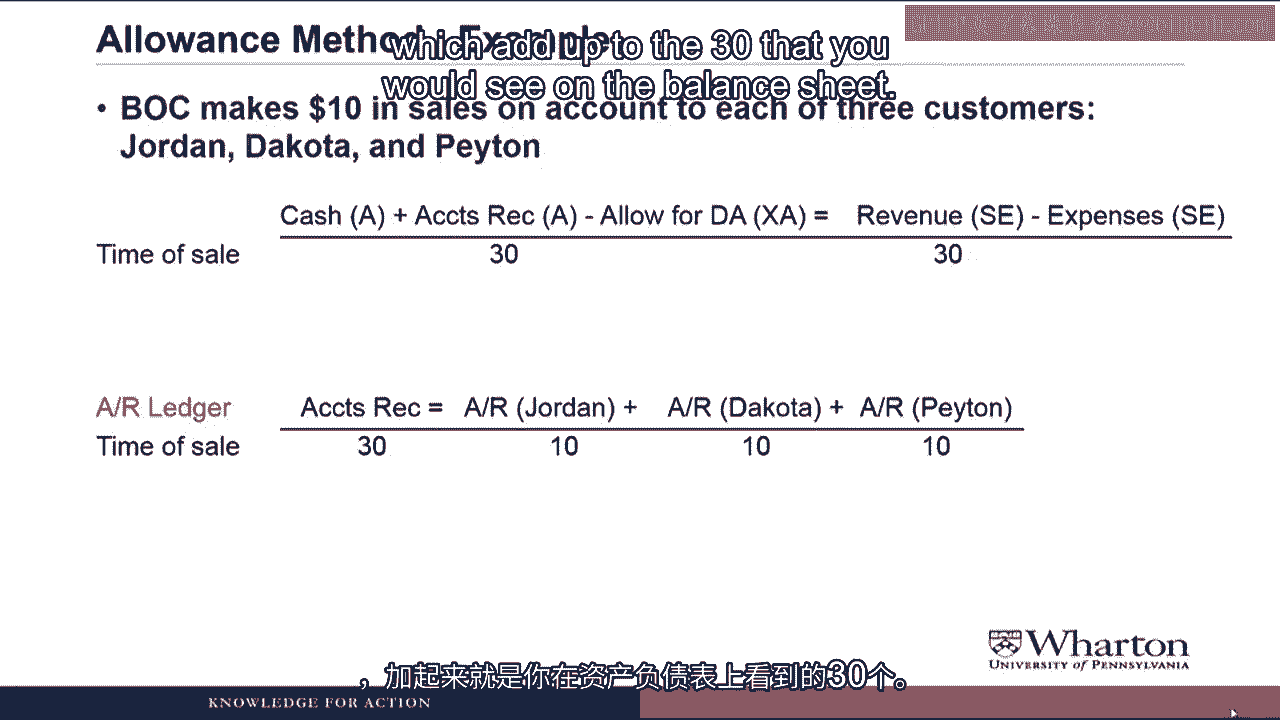 Allowance Method: Example
which add up to the 30 that you
would see on the balance sheet.
• BOC makes $10 in sales on account to each of three customers:
Jordan, Dakota, and Peyton
Cash (A) + Accts Rec (A) - Allow for DA (XA) = Revenue (SE) - Expenses (SE)
Time of sale 30 30
A/R Ledger Accts Rec = A/R (Jordan) + A/R (Dakota) + A/R (Peyton)
Time of sale 30 10 10 10
Wharton
UNIVERSITY of PENNSYLVANIA
，加起来就是你在资产负债表上看到的30个。
KNOWLEDGE FOR ACTION